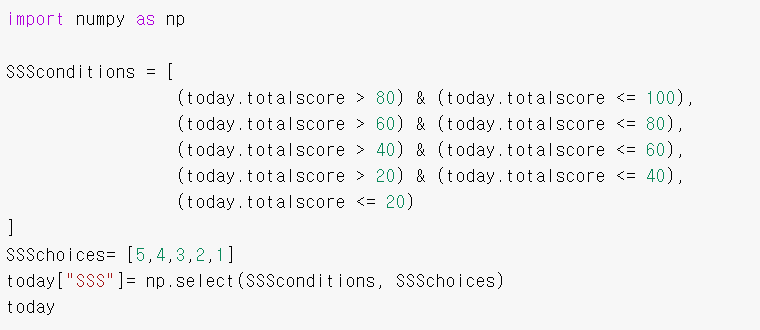 import numpy as np
SSSconditions = [
(today.totalscore > 80) & (today.totalscore <= 100),
(today.totalscore > 60) & (today.totalscore <= 80),
(today.totalscore > 40) & (today.totalscore <= 60),
(today.totalscore > 20) & (today.totalscore <= 40),
(today.totalscore <= 20)
]
SSSchoices= [5,4,3,2,1]
today["SSS"]= np.select(SSSconditions, SSSchoices)
today